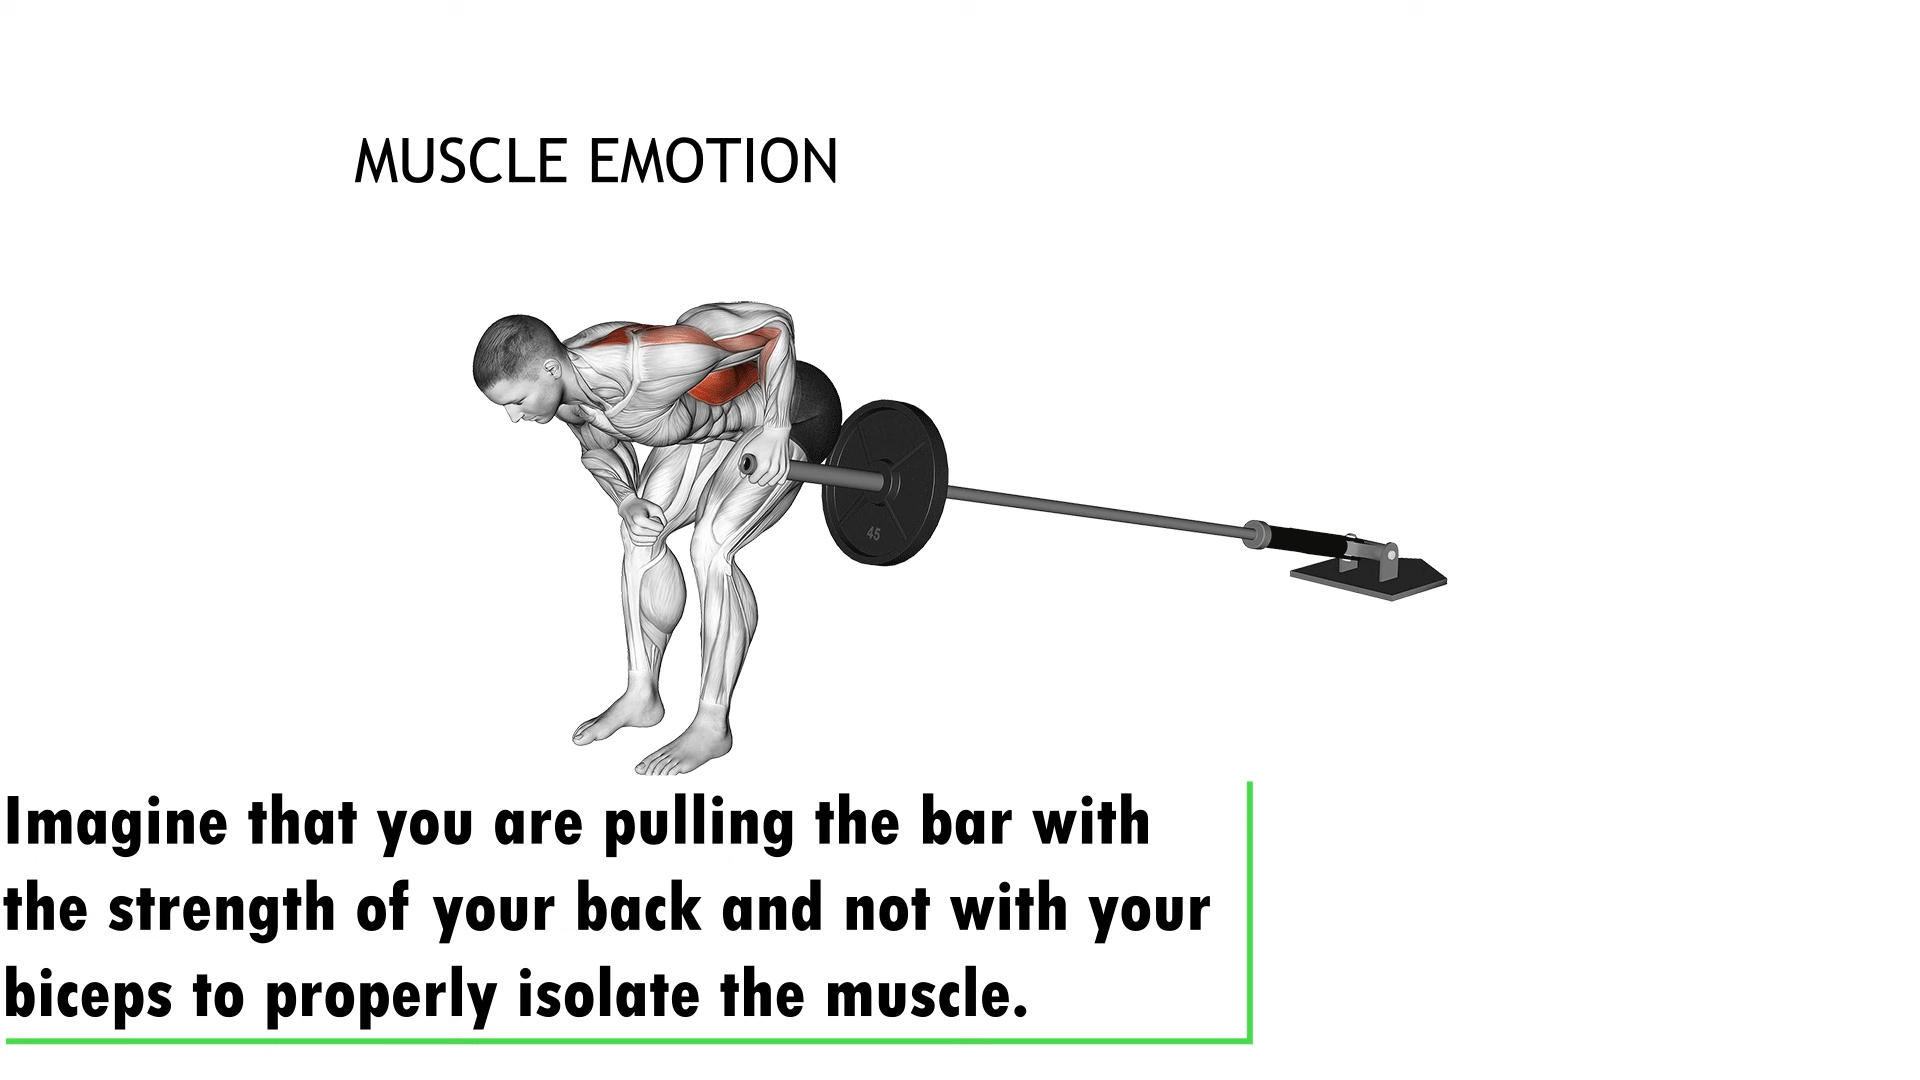 MUSCLE EMOTION
45
Imagine that you are pulling the bar with
the strength of your back and not with your
biceps to properly isolate the muscle.